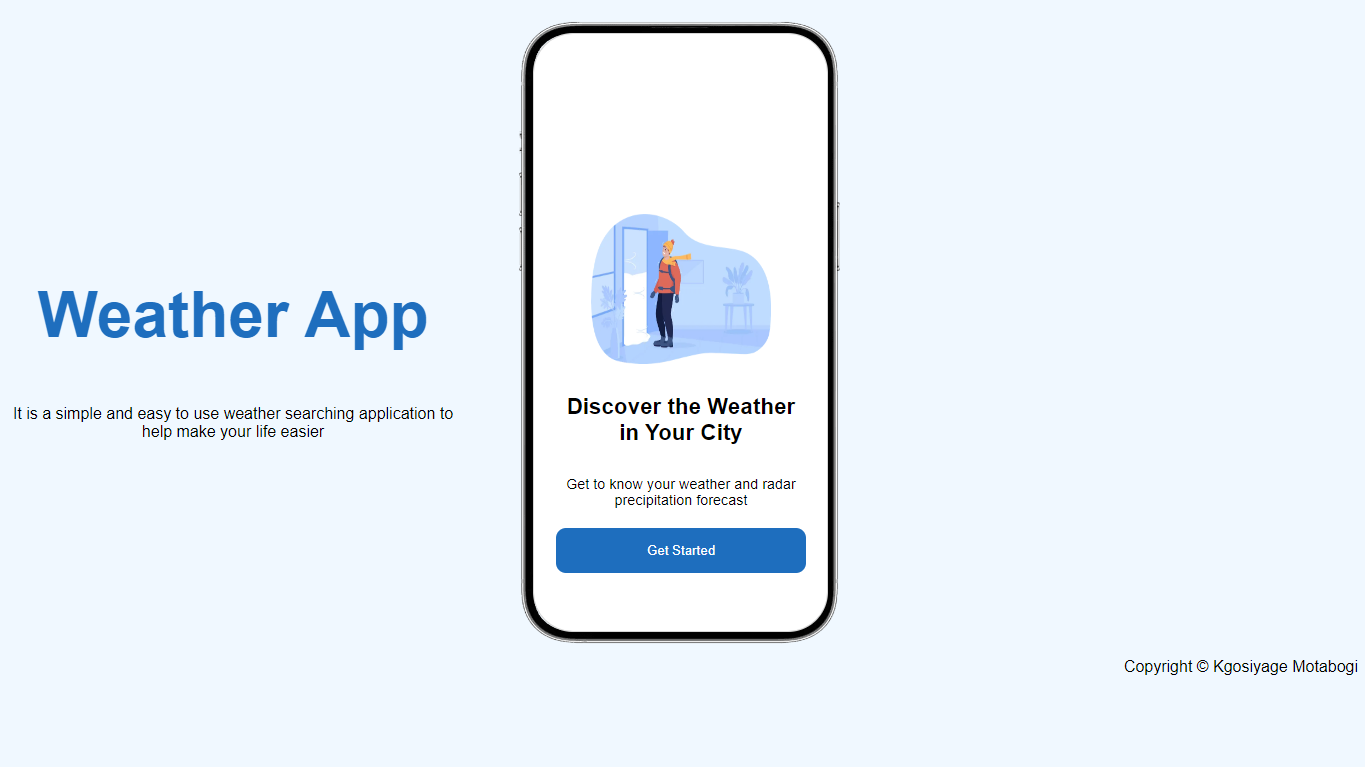 Weather App
It is a simple and easy to use weather searching application to
help make your life easier
Discover the Weather
in Your City
Get to know your weather and radar
precipitation forecast
Get Started
Copyright © Kgosiyage Motabogi